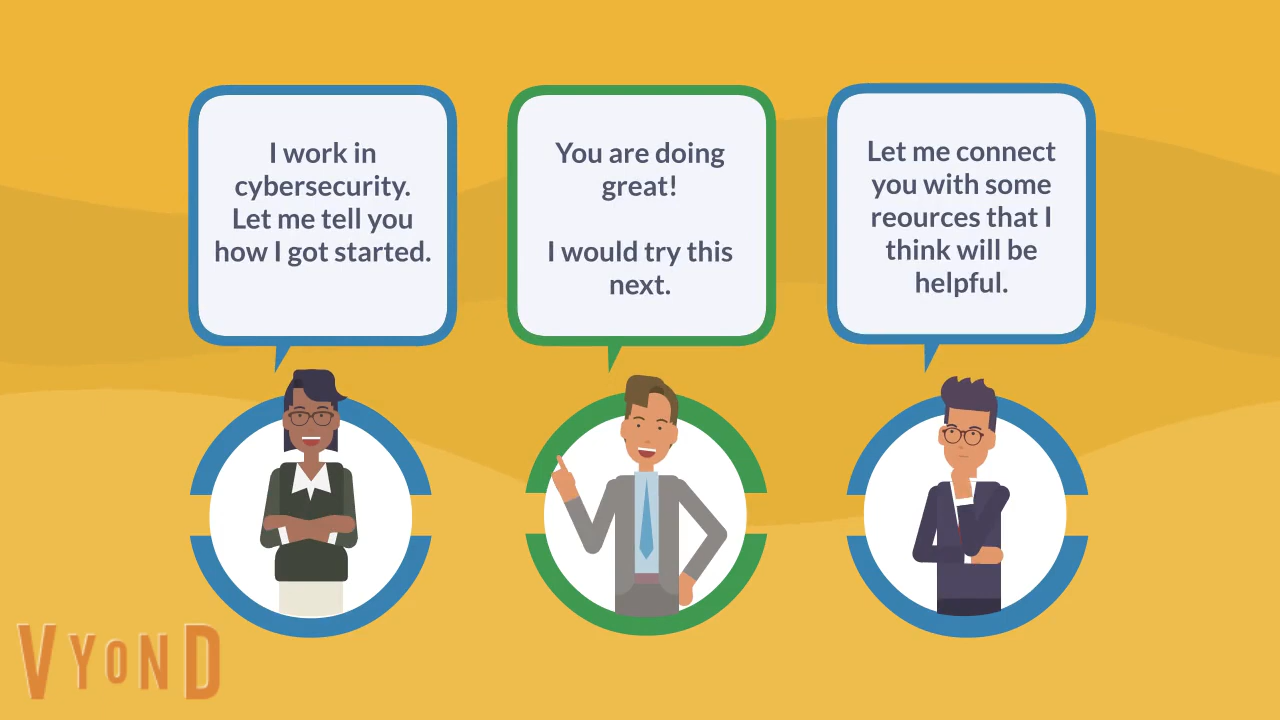 I work in
cybersecurity.
Let me tell you
how I got started.
You are doing
great!
I would try this
next.
Let me connect
you with some
reources that I
think will be
helpful.
VYOND